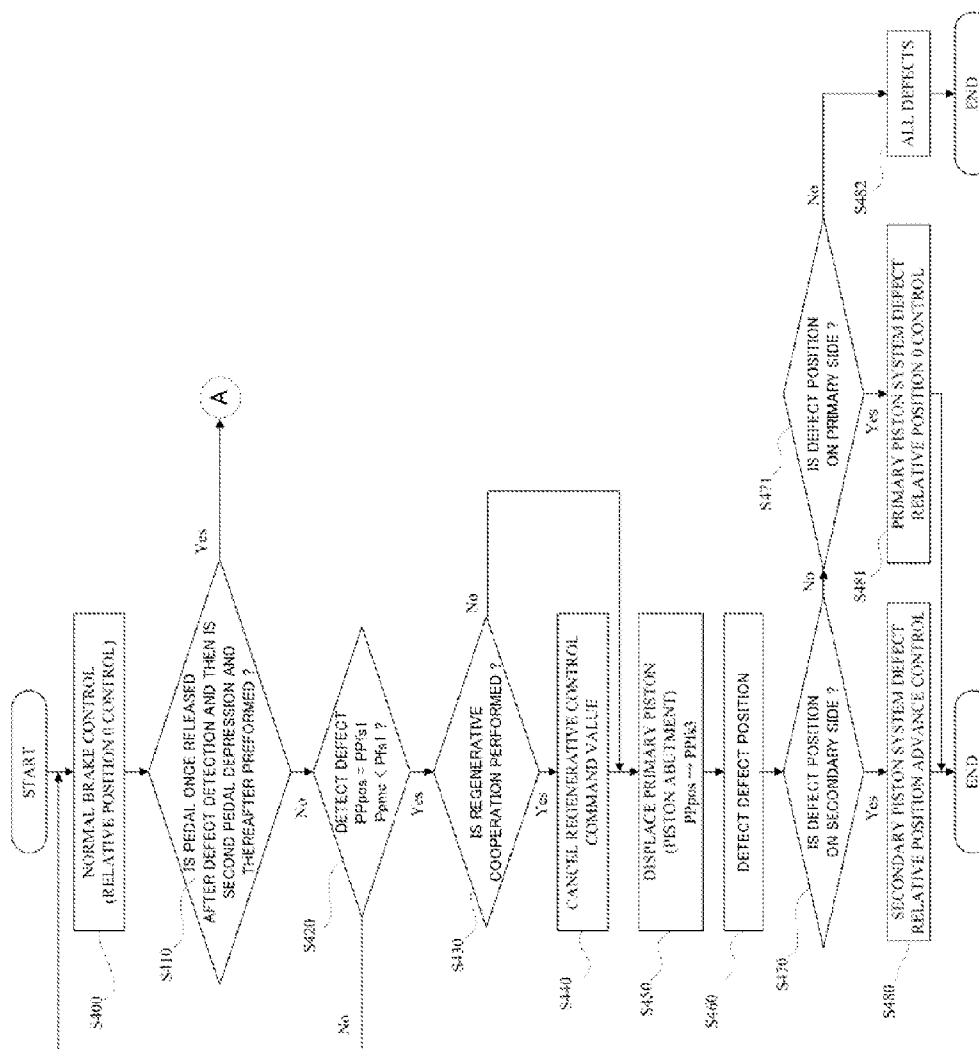 START
NORMAL BRAKE CONTROL
(RELATIVE POSITION 0 CONTROL)
S400
IS PEDAL ONCE RELEASED
AFTER DEFECT DETECTION AND THEN IS
SECOND PEDAL DEPRESSION AND
THEREAFTER PREFORMED ?
S410
Yes
A
No
DETECT DEFECT
PPpos = PPfs1
Ppmc < Pfs1 ?
S420
No
Yes
IS REGENERATIVE
COOPERATION PERFORMED ?
S430
No
Yes
CANCEL REGENERATIVE CONTROL
COMMAND VALUE
S440
DISPLACE PRIMARY PISTON
(PISTON ABUTMENT)
S450
DETECT DEFECT POSITION
S460
IS DEFECT POSITION
ON SECONDARY SIDE ?
S470
No
Yes
IS DEFECT POSITION
ON PRIMARY SIDE ?
S471
No
Yes
SECONDARY PISTON SYSTEM DEFECT
RELATIVE POSITION ADVANCE CONTROL
S480
PRIMARY PISTON SYSTEM DEFECT
RELATIVE POSITION 0 CONTROL
S481
ALL DEFECTS
S482
END
END